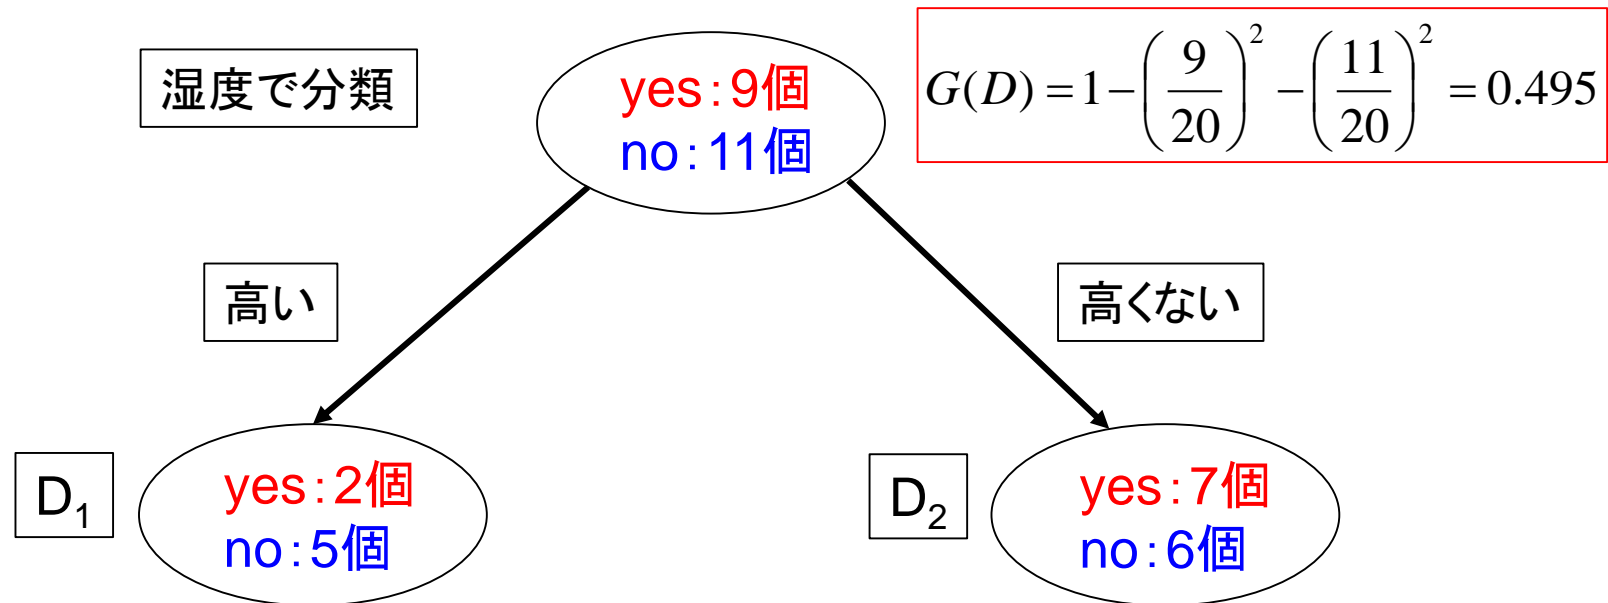 湿度で分類
yes：9個
no：11個
G(D) = 1 − (9/20)² − (11/20)² = 0.495
高い
高くない
D₁
yes：2個
no：5個
D₂
yes：7個
no：6個